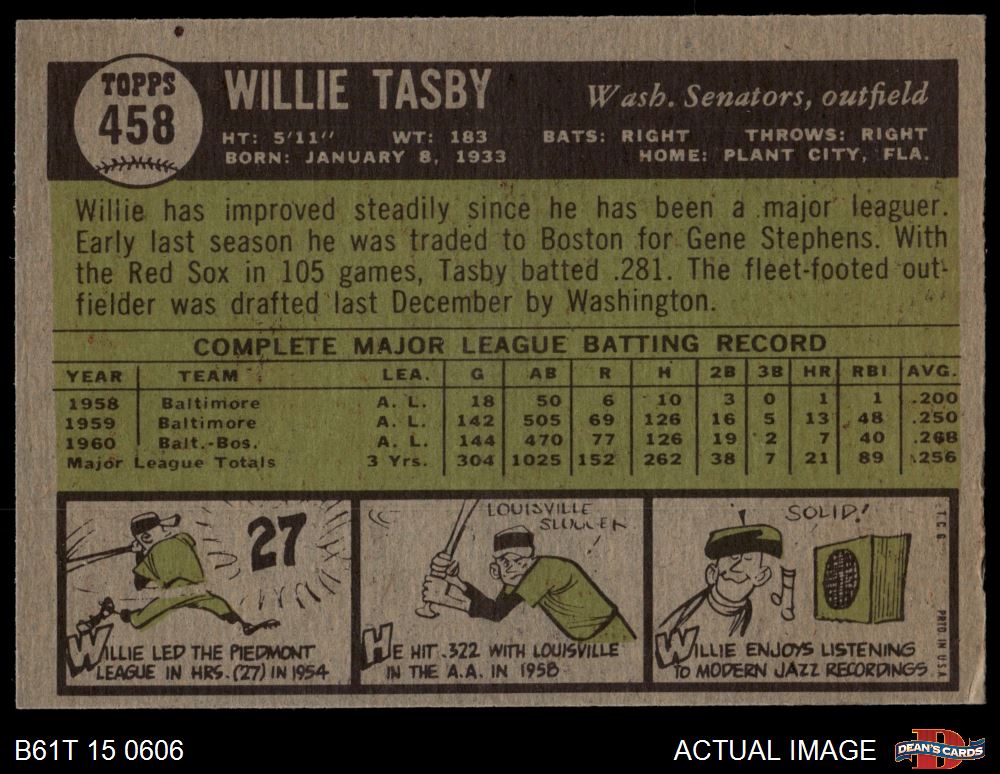 TOPPS
458
WILLIE TASBY
Wash. Senators, outfield
HT: 5'11" WT: 183 BATS: RIGHT THROWS: RIGHT
BORN: JANUARY 8, 1933 HOME: PLANT CITY, FLA.
Willie has improved steadily since he has been a major leaguer.
Early last season he was traded to Boston for Gene Stephens. With
the Red Sox in 105 games, Tasby batted .281. The fleet-footed out-
fielder was drafted last December by Washington.
COMPLETE MAJOR LEAGUE BATTING RECORD
YEAR TEAM LEA. G AB R H 2B 3B HR RBI AVG.
1958 Baltimore A. L. 18 50 6 10 3 0 1 1 .200
1959 Baltimore A. L. 142 505 69 126 16 5 13 48 .250
1960 Balt.-Bos. A. L. 144 470 77 126 19 2 7 40 .268
Major League Totals 3 Yrs. 304 1025 152 262 38 7 21 89 .256
27
WILLIE LED THE PIEDMONT
LEAGUE IN HRS. (27) IN 1954
LOUISVILLE
SLUGGER
HE HIT .322 WITH LOUISVILLE
IN THE A.A. IN 1958
SOLID!
WILLIE ENJOYS LISTENING
TO MODERN JAZZ RECORDINGS
T.C.G.
PRTD. IN U.S.A.
B61T 15 0606
ACTUAL IMAGE
DEAN'S CARDS